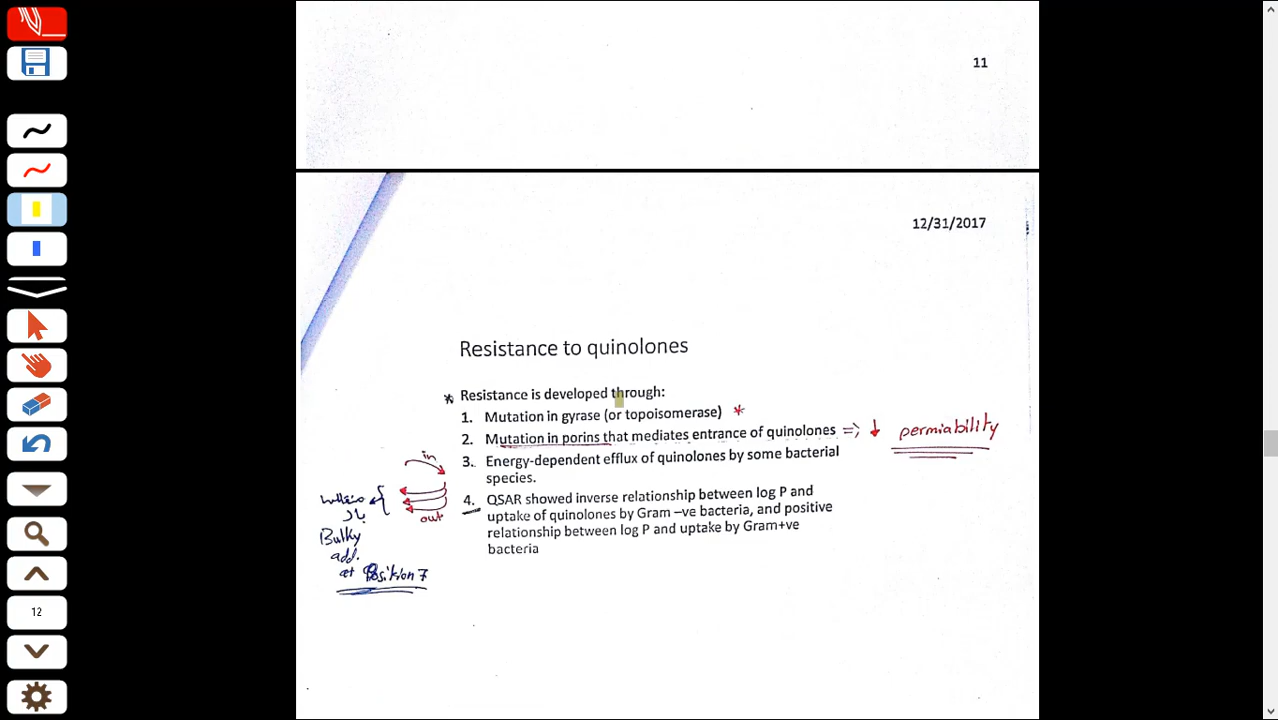 11
12/31/2017
Resistance to quinolones
* Resistance is developed through:
1. Mutation in gyrase (or topoisomerase) *
2. Mutation in porins that mediates entrance of quinolones => ↓ permiability
3. Energy-dependent efflux of quinolones by some bacterial
species.
4. QSAR showed inverse relationship between log P and
uptake of quinolones by Gram –ve bacteria, and positive
relationship between log P and uptake by Gram+ve
bacteria
in
out
Bulky
add.
at Position 7
12